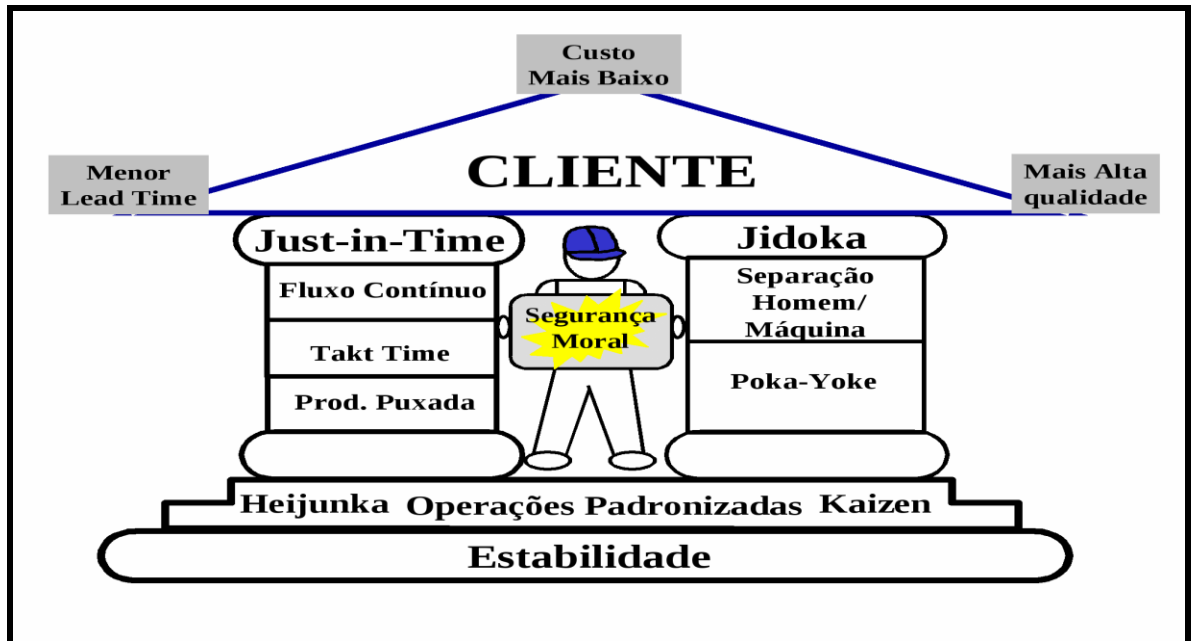 Custo
Mais Baixo
Menor
Lead Time
CLIENTE
Mais Alta
qualidade
Just-in-Time
Fluxo Contínuo
Takt Time
Prod. Puxada
Segurança
Moral
Jidoka
Separação
Homem/
Máquina
Poka-Yoke
Heijunka Operações Padronizadas Kaizen
Estabilidade